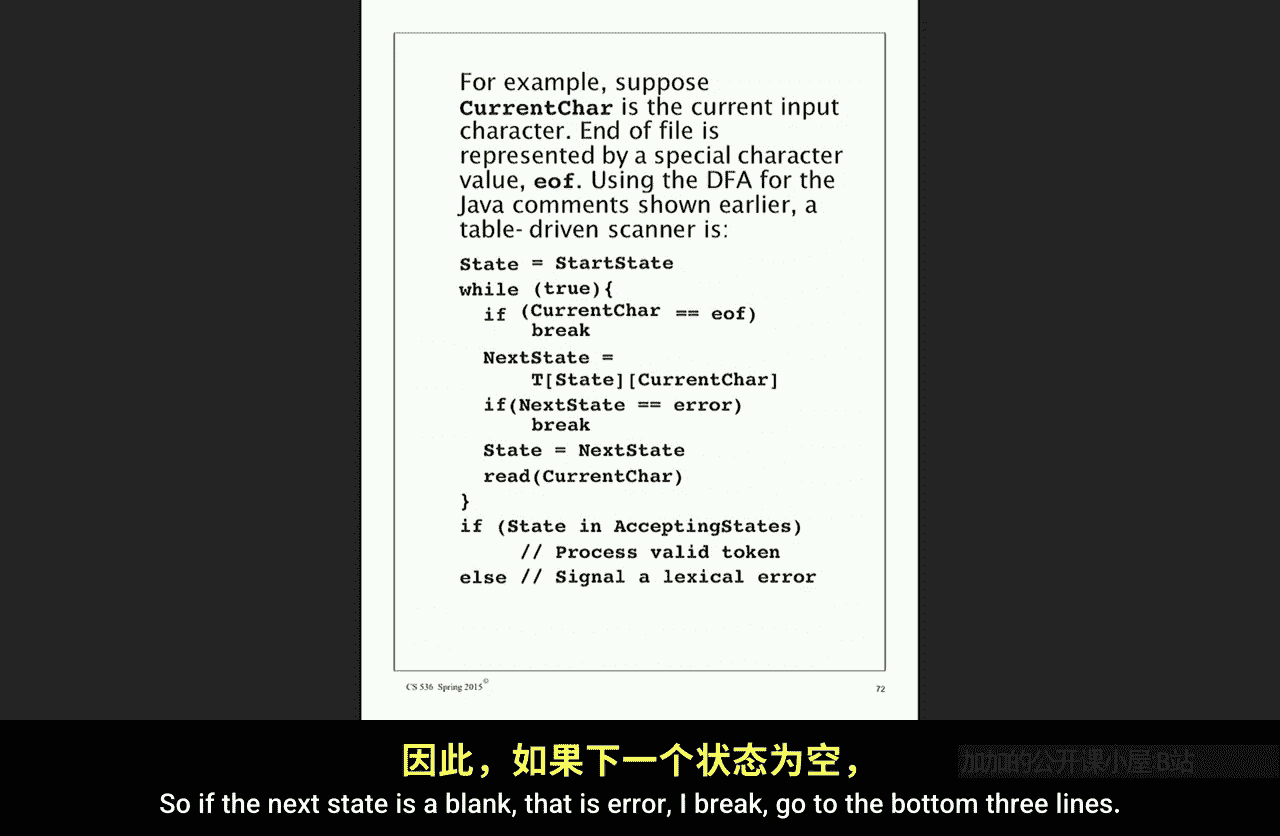 For example, suppose
CurrentChar is the current input
character. End of file is
represented by a special character
value, eof. Using the DFA for the
Java comments shown earlier, a
table- driven scanner is:
State = StartState
while (true){
if (CurrentChar == eof)
break
NextState =
T[State][CurrentChar]
if(NextState == error)
break
State = NextState
read(CurrentChar)
}
if (State in AcceptingStates)
// Process valid token
else // Signal a lexical error
CS 536 Spring 2015©
72
因此，如果下一个状态为空，
加加的公开课小屋 B站
So if the next state is a blank, that is error, I break, go to the bottom three lines.